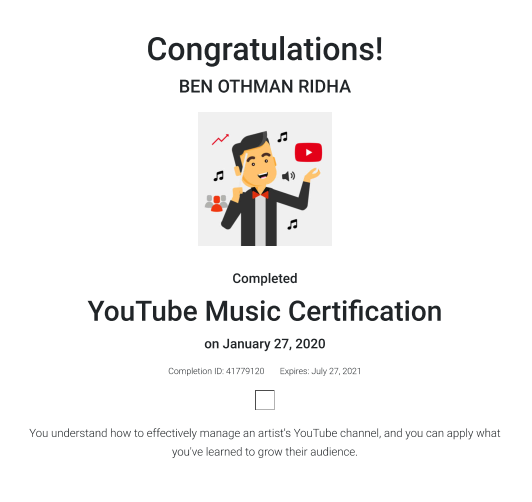 Congratulations!
BEN OTHMAN RIDHA
Completed
YouTube Music Certification
on January 27, 2020
Completion ID: 41779120 Expires: July 27, 2021
You understand how to effectively manage an artist's YouTube channel, and you can apply what
you've learned to grow their audience.